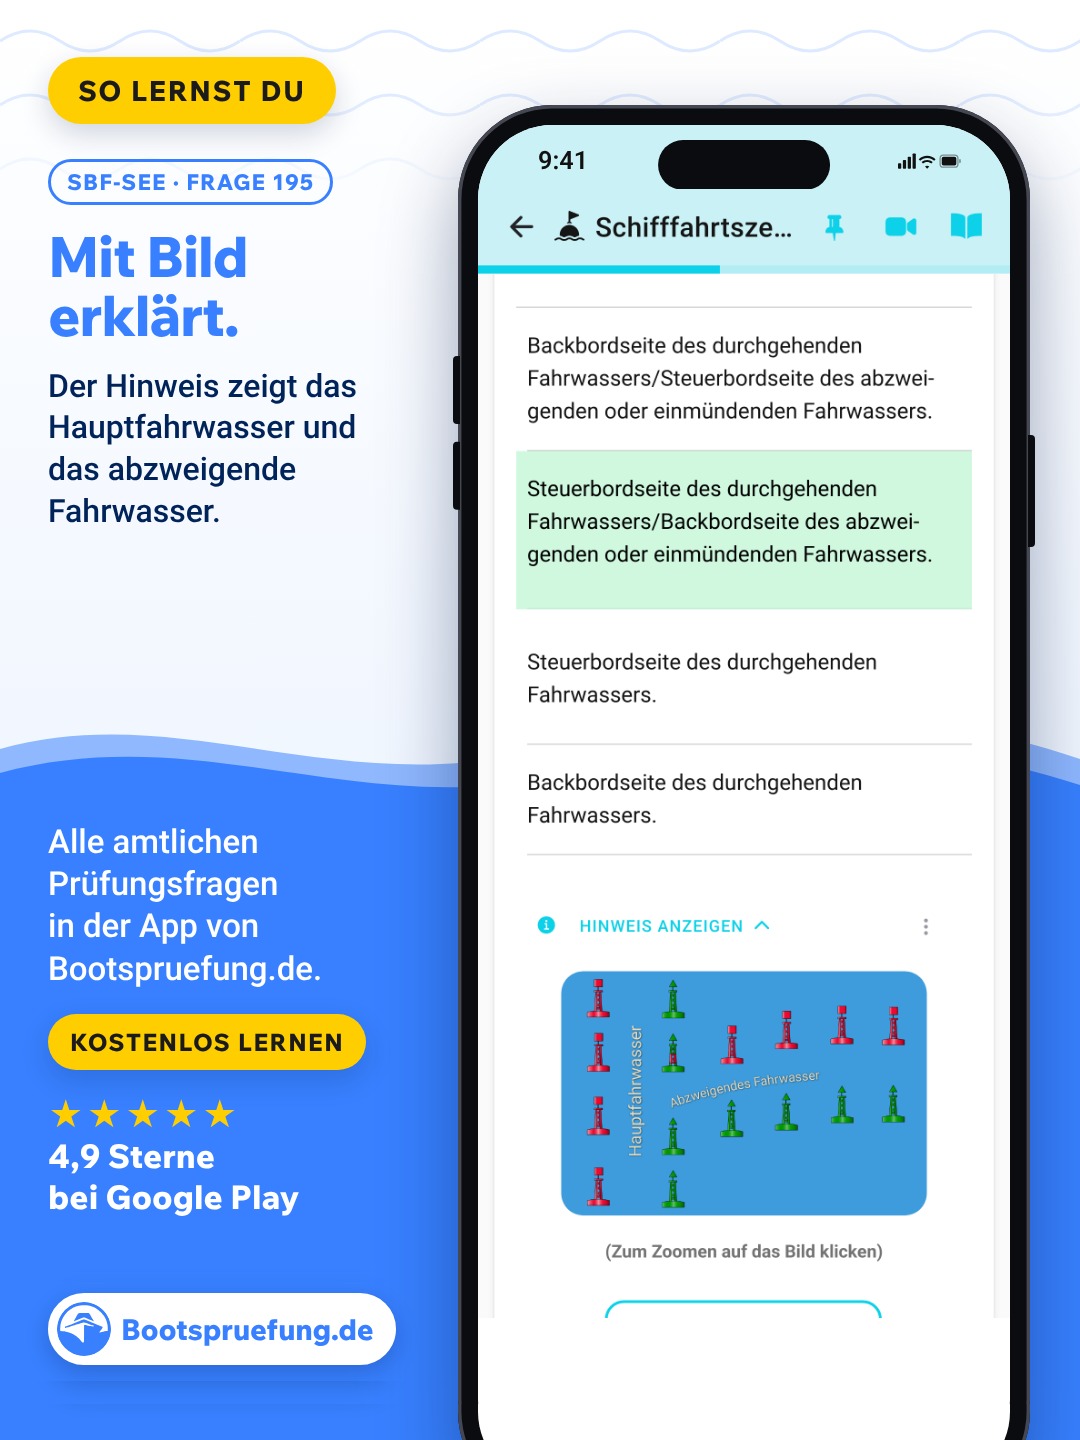 SO LERNST DU
SBF-SEE · FRAGE 195
Mit Bild
erklärt.
Der Hinweis zeigt das
Hauptfahrwasser und
das abzweigende
Fahrwasser.
Alle amtlichen
Prüfungsfragen
in der App von
Bootspruefung.de.
KOSTENLOS LERNEN
4,9 Sterne
bei Google Play
Bootspruefung.de
9:41
Schifffahrtsze...
Backbordseite des durchgehenden
Fahrwassers/Steuerbordseite des abzwei-
genden oder einmündenden Fahrwassers.
Steuerbordseite des durchgehenden
Fahrwassers/Backbordseite des abzwei-
genden oder einmündenden Fahrwassers.
Steuerbordseite des durchgehenden
Fahrwassers.
Backbordseite des durchgehenden
Fahrwassers.
HINWEIS ANZEIGEN
Hauptfahrwasser
Abzweigendes Fahrwasser
(Zum Zoomen auf das Bild klicken)